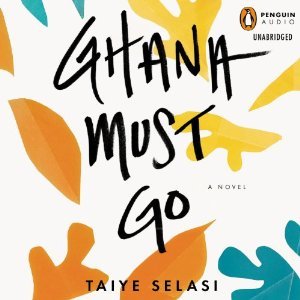 PENGUIN
AUDIO
UNABRIDGED
GHANA
MUST
GO
A NOVEL
TAIYE SELASI